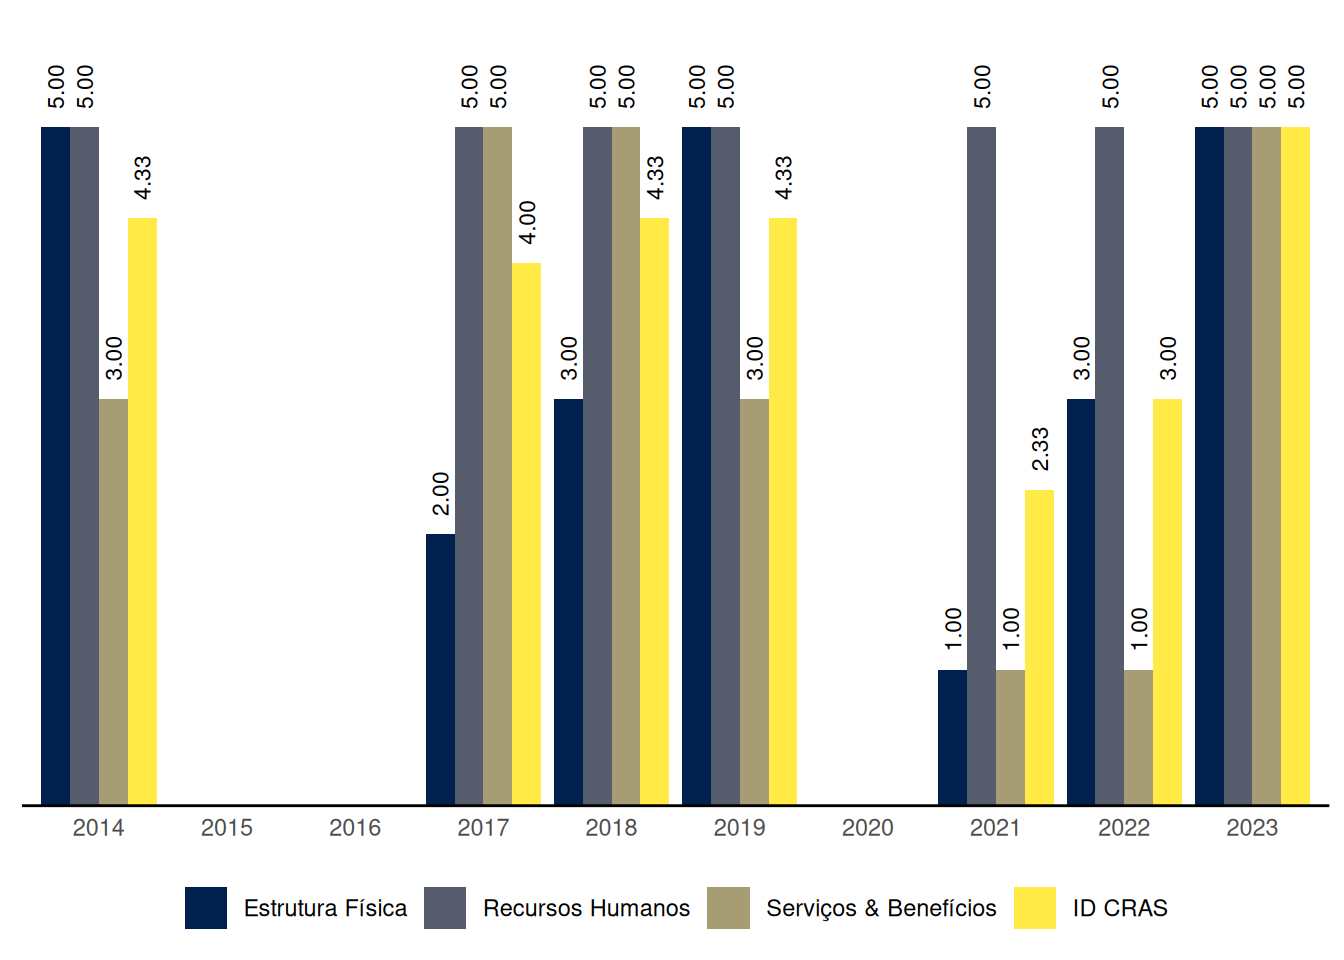 5.00 5.00 3.00 4.33
2.00 5.00 5.00 4.00
3.00 5.00 5.00 4.33
5.00 5.00 3.00 4.33
1.00 5.00 1.00 2.33
3.00 5.00 1.00 3.00
5.00 5.00 5.00 5.00
2014 2015 2016 2017 2018 2019 2020 2021 2022 2023
Estrutura Física Recursos Humanos Serviços & Benefícios ID CRAS